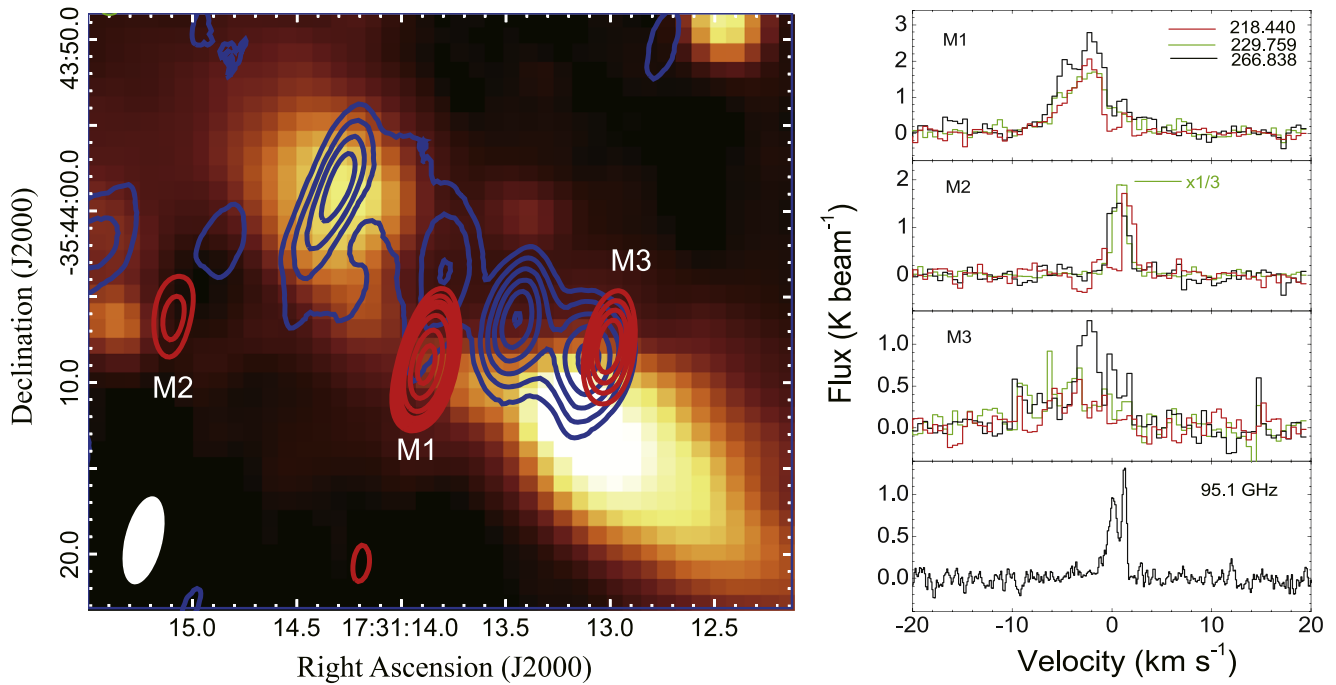 43:50.0
-35:44:00.0
10.0
20.0
Declination (J2000)
M2
M1
M3
15.0 14.5 17:31:14.0 13.5 13.0 12.5
Right Ascension (J2000)
Flux (K beam-1)
M1
218.440
229.759
266.838
3
2
1
0
M2
x1/3
2
1
0
M3
1.0
0.5
0.0
95.1 GHz
1.0
0.5
0.0
-20 -10 0 10 20
Velocity (km s-1)